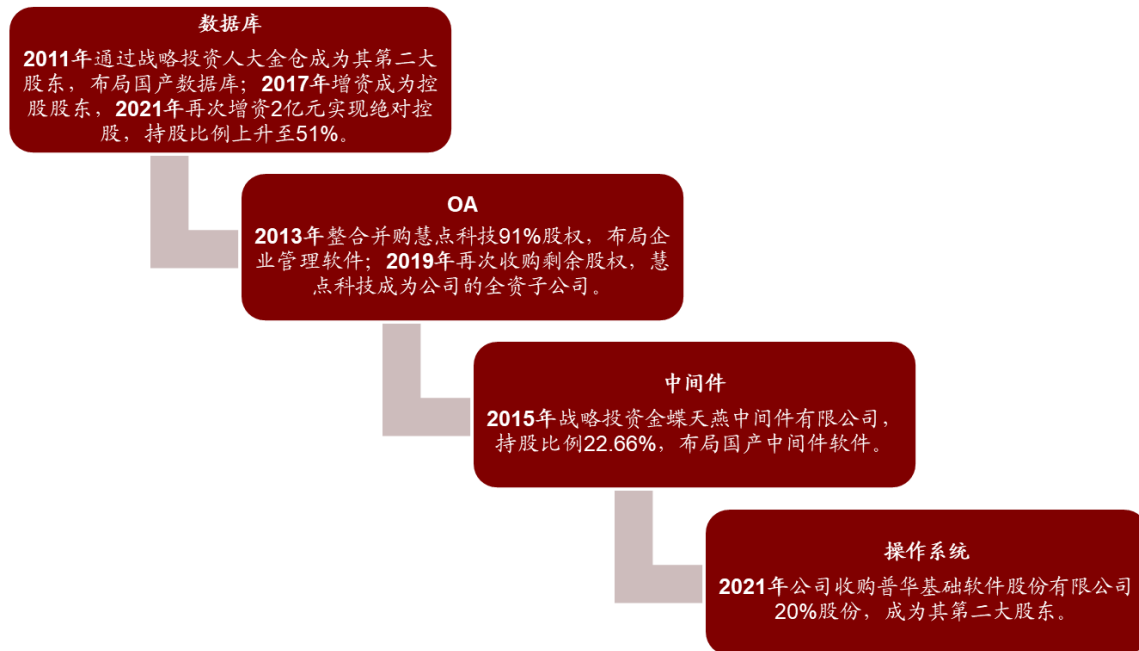 数据库
2011年通过战略投资人大金仓成为其第二大
股东，布局国产数据库；2017年增资成为控
股股东，2021年再次增资2亿元实现绝对控
股，持股比例上升至51%。
OA
2013年整合并购慧点科技91%股权，布局企
业管理软件；2019年再次收购剩余股权，慧
点科技成为公司的全资子公司。
中间件
2015年战略投资金蝶天燕中间件有限公司，
持股比例22.66%，布局国产中间件软件。
操作系统
2021年公司收购普华基础软件股份有限公司
20%股份，成为其第二大股东。